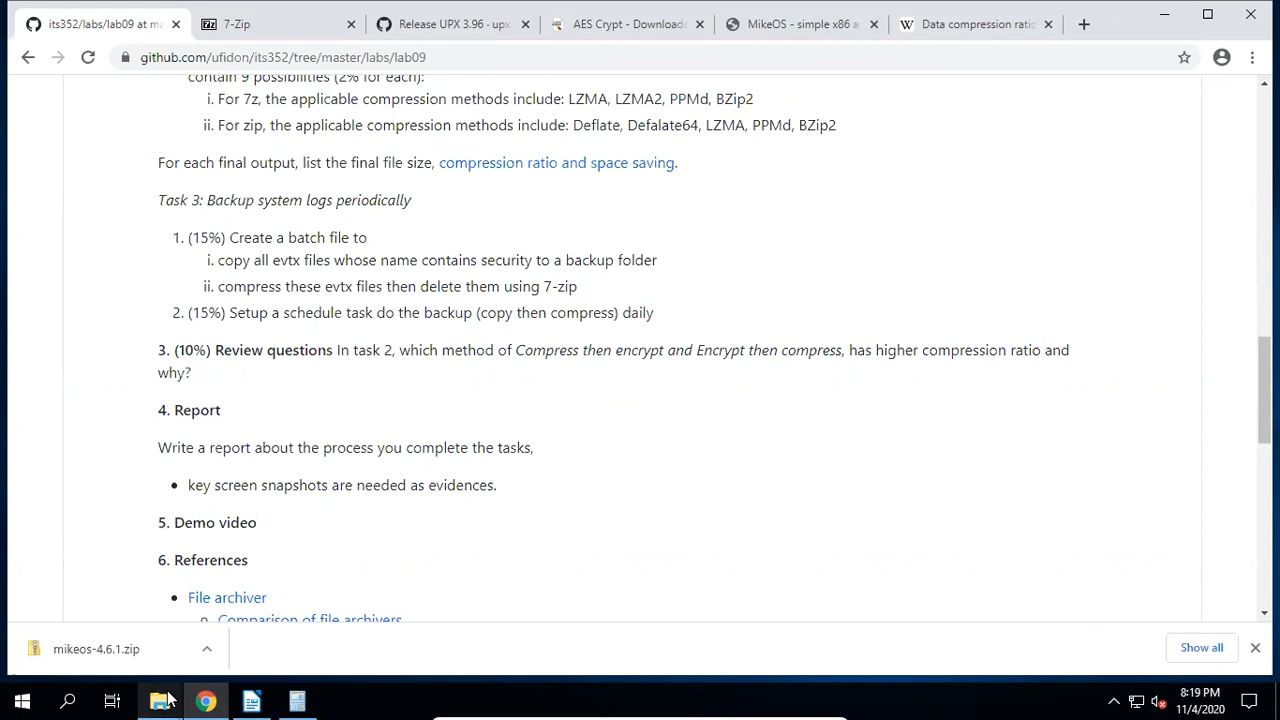 its352/labs/lab09 at ma
7-Zip
Release UPX 3.96 · upx
AES Crypt - Downloads
MikeOS - simple x86 a
Data compression ratio
github.com/ufidon/its352/tree/master/labs/lab09
contain 9 possibilities (2% for each):
i. For 7z, the applicable compression methods include: LZMA, LZMA2, PPMd, BZip2
ii. For zip, the applicable compression methods include: Deflate, Defalate64, LZMA, PPMd, BZip2
For each final output, list the final file size, compression ratio and space saving.
Task 3: Backup system logs periodically
1. (15%) Create a batch file to
i. copy all evtx files whose name contains security to a backup folder
ii. compress these evtx files then delete them using 7-zip
2. (15%) Setup a schedule task do the backup (copy then compress) daily
3. (10%) Review questions In task 2, which method of Compress then encrypt and Encrypt then compress, has higher compression ratio and
why?
4. Report
Write a report about the process you complete the tasks,
• key screen snapshots are needed as evidences.
5. Demo video
6. References
• File archiver
Comparison of file archivers
mikeos-4.6.1.zip
Show all
8:19 PM
11/4/2020